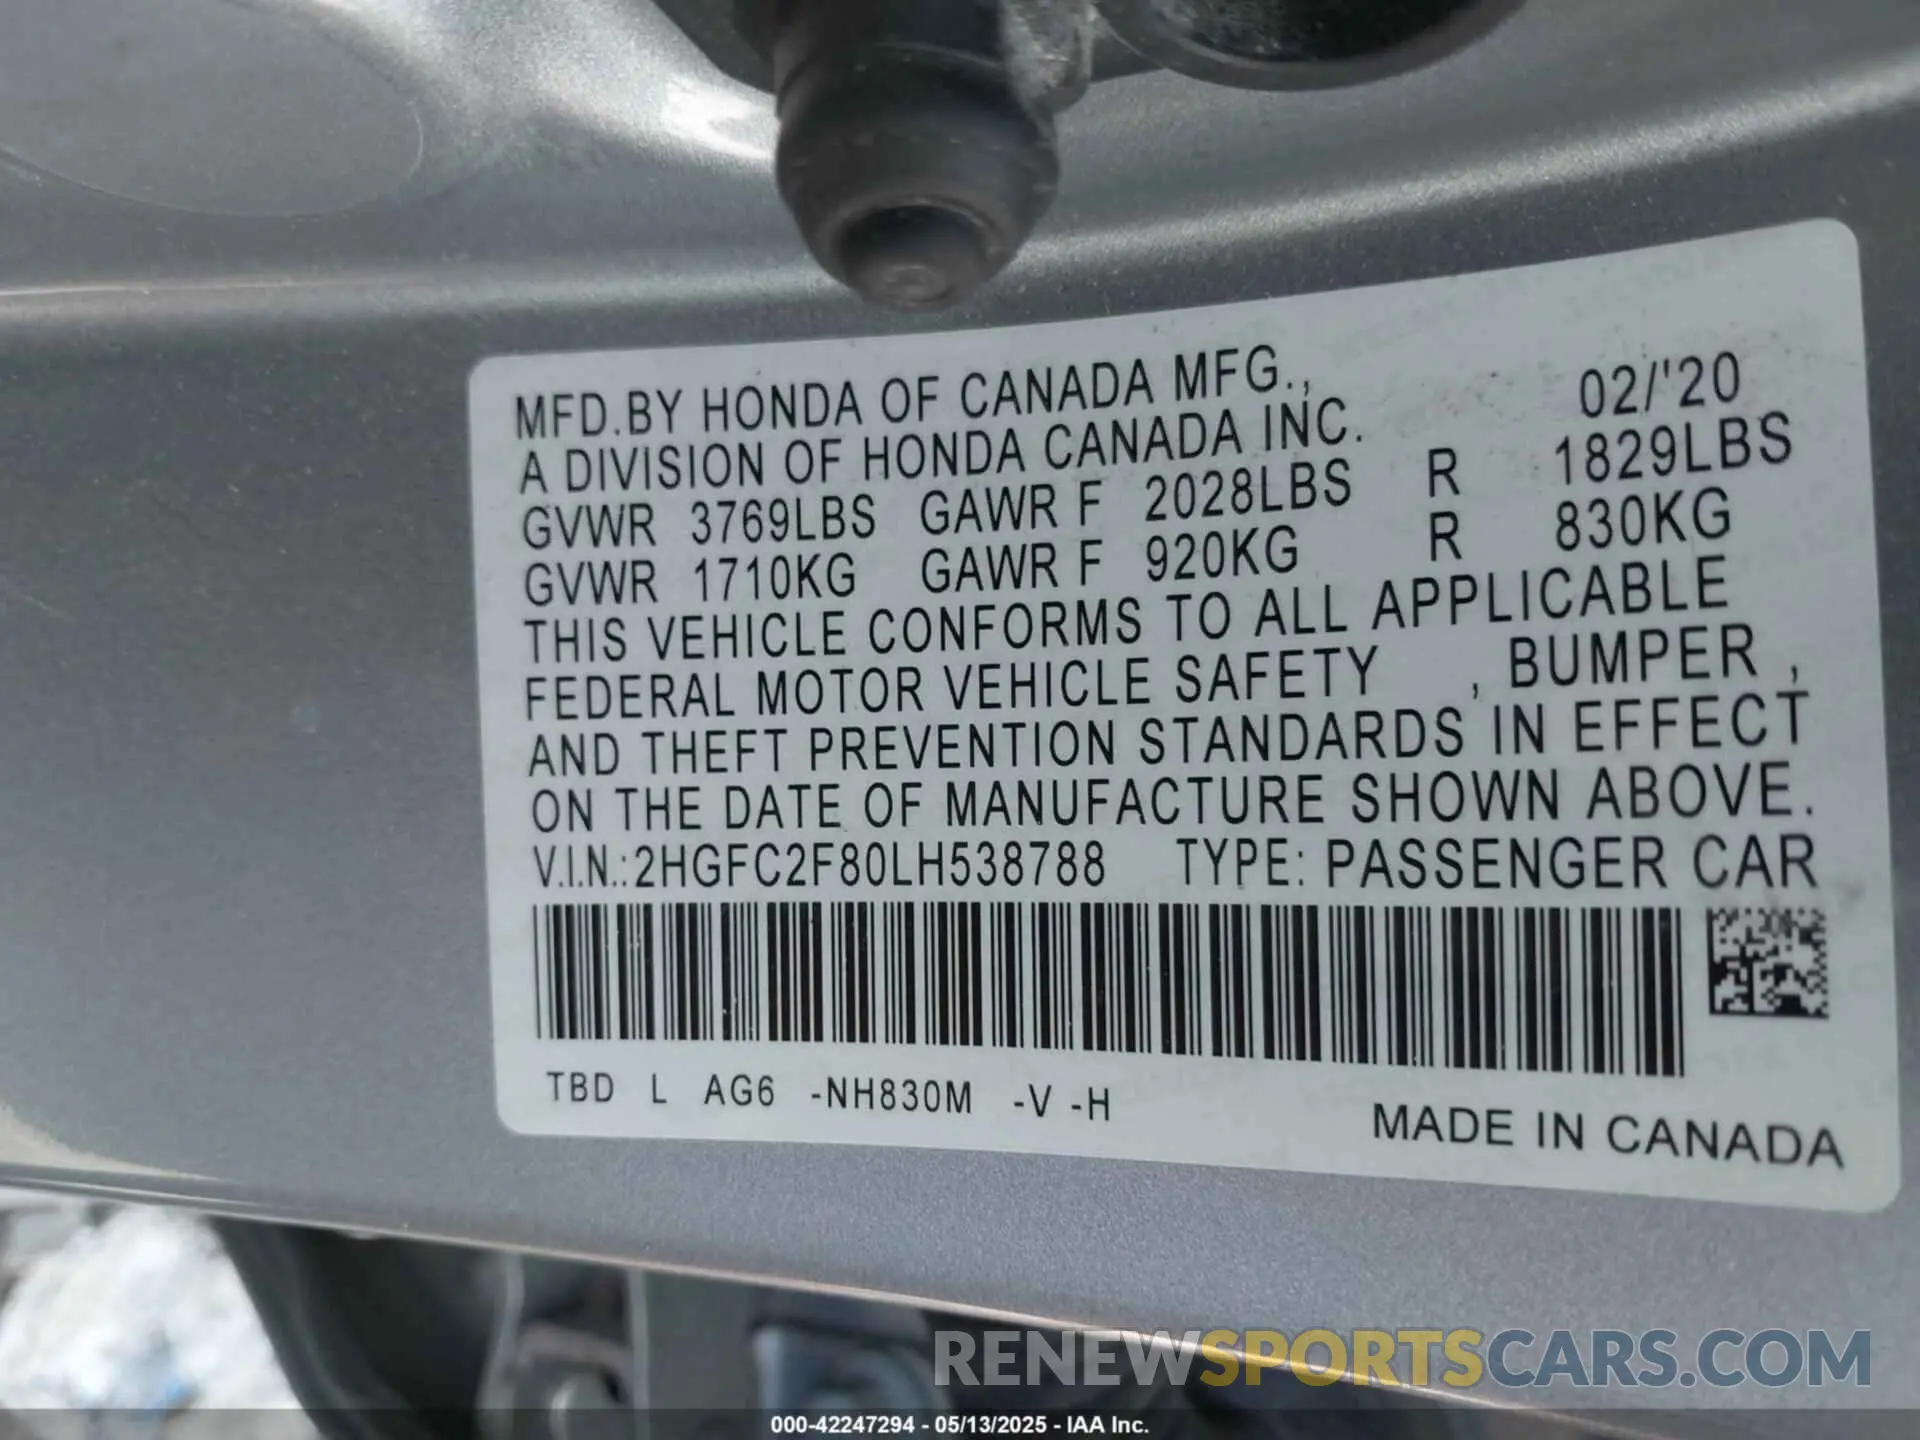 MFD.BY HONDA OF CANADA MFG., 02/'20
A DIVISION OF HONDA CANADA INC.
GVWR 3769LBS GAWR F 2028LBS R 1829LBS
GVWR 1710KG GAWR F 920KG R 830KG
THIS VEHICLE CONFORMS TO ALL APPLICABLE
FEDERAL MOTOR VEHICLE SAFETY , BUMPER ,
AND THEFT PREVENTION STANDARDS IN EFFECT
ON THE DATE OF MANUFACTURE SHOWN ABOVE.
V.I.N.:2HGFC2F80LH538788 TYPE: PASSENGER CAR
TBD L AG6 -NH830M -V -H
MADE IN CANADA
RENEWSPORTSCARS.COM
000-42247294 - 05/13/2025 - IAA Inc.